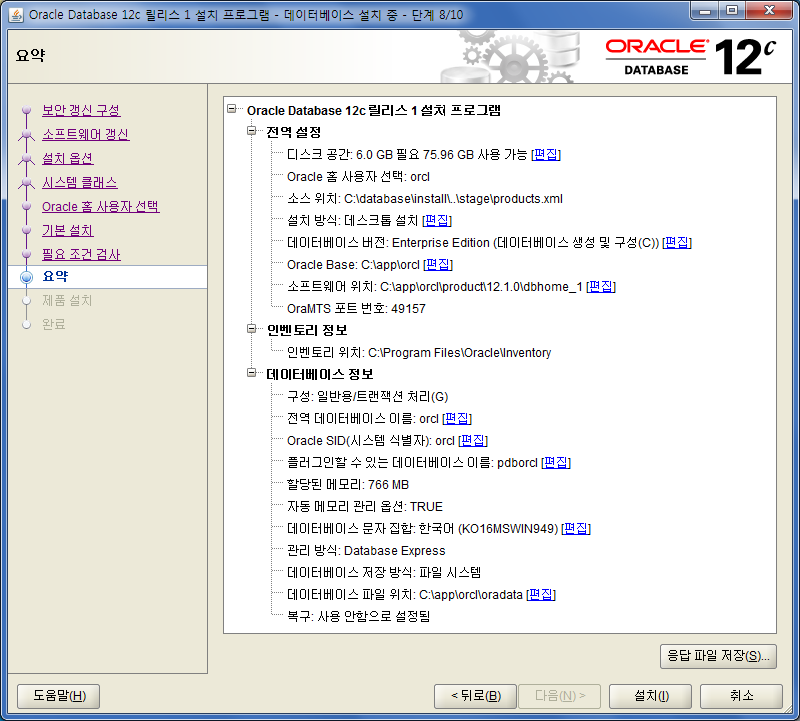 Oracle Database 12c 릴리스 1 설치 프로그램 - 데이터베이스 설치 중 - 단계 8/10
요약
ORACLE®
DATABASE
12c
보안 갱신 구성
소프트웨어 갱신
설치 옵션
시스템 클래스
Oracle 홈 사용자 선택
기본 설치
필요 조건 검사
요약
제품 설치
완료
Oracle Database 12c 릴리스 1 설치 프로그램
전역 설정
디스크 공간: 6.0 GB 필요 75.96 GB 사용 가능 [편집]
Oracle 홈 사용자 선택: orcl
소스 위치: C:\database\install\..\stage\products.xml
설치 방식: 데스크톱 설치 [편집]
데이터베이스 버전: Enterprise Edition (데이터베이스 생성 및 구성(C)) [편집]
Oracle Base: C:\app\orcl [편집]
소프트웨어 위치: C:\app\orcl\product\12.1.0\dbhome_1 [편집]
OraMTS 포트 번호: 49157
인벤토리 정보
인벤토리 위치: C:\Program Files\Oracle\Inventory
데이터베이스 정보
구성: 일반용/트랜잭션 처리(G)
전역 데이터베이스 이름: orcl [편집]
Oracle SID(시스템 식별자): orcl [편집]
플러그인할 수 있는 데이터베이스 이름: pdborcl [편집]
할당된 메모리: 766 MB
자동 메모리 관리 옵션: TRUE
데이터베이스 문자 집합: 한국어 (KO16MSWIN949) [편집]
관리 방식: Database Express
데이터베이스 저장 방식: 파일 시스템
데이터베이스 파일 위치: C:\app\orcl\oradata [편집]
복구: 사용 안함으로 설정됨
응답 파일 저장(S)...
도움말(H)
< 뒤로(B)
다음(N) >
설치(I)
취소